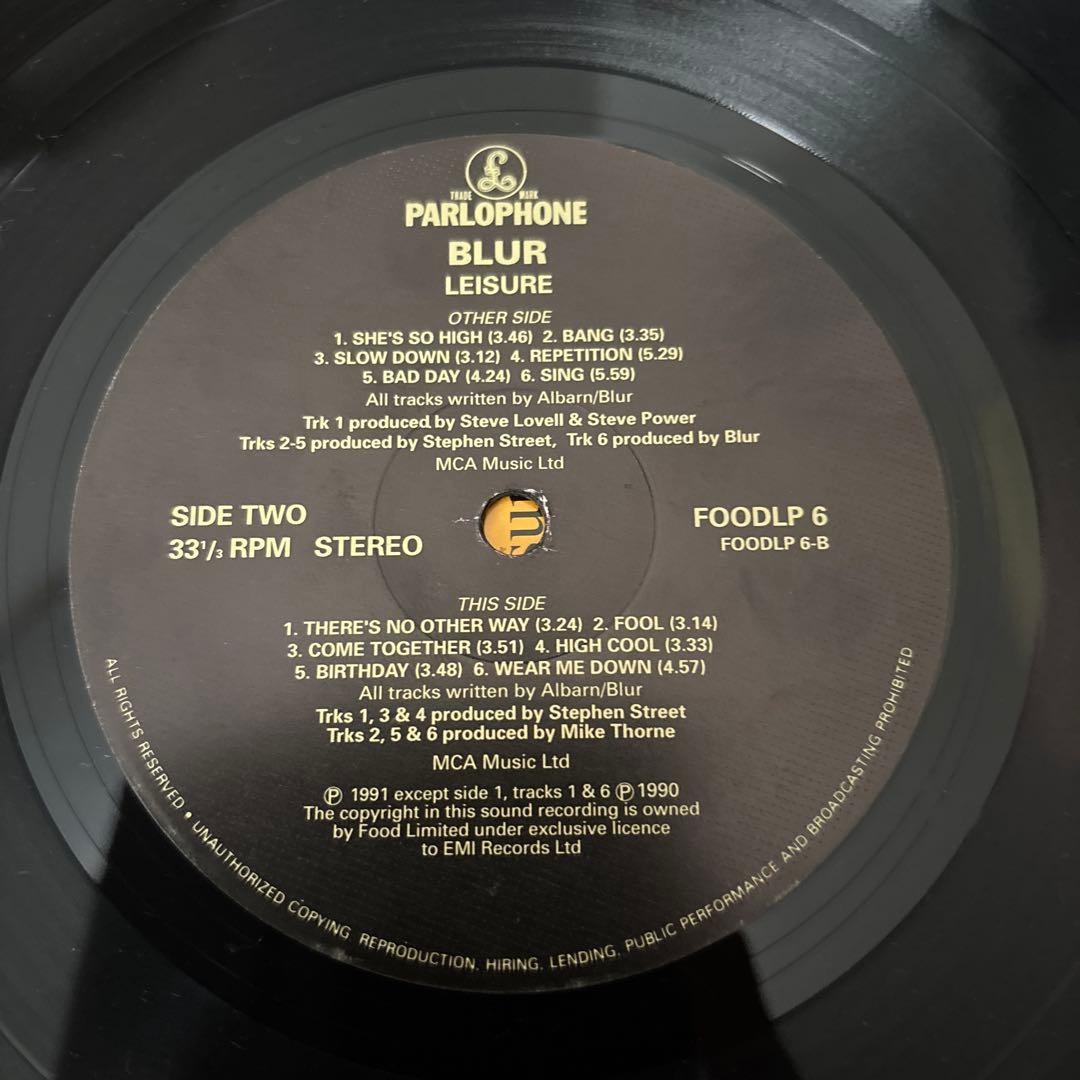 £
TRADE MARK
PARLOPHONE
BLUR
LEISURE
OTHER SIDE
1. SHE'S SO HIGH (3.46) 2. BANG (3.35)
3. SLOW DOWN (3.12) 4. REPETITION (5.29)
5. BAD DAY (4.24) 6. SING (5.59)
All tracks written by Albarn/Blur
Trk 1 produced by Steve Lovell & Steve Power
Trks 2-5 produced by Stephen Street, Trk 6 produced by Blur
MCA Music Ltd
SIDE TWO
33⅓ RPM STEREO
FOODLP 6
FOODLP 6-B
THIS SIDE
1. THERE'S NO OTHER WAY (3.24) 2. FOOL (3.14)
3. COME TOGETHER (3.51) 4. HIGH COOL (3.33)
5. BIRTHDAY (3.48) 6. WEAR ME DOWN (4.57)
All tracks written by Albarn/Blur
Trks 1, 3 & 4 produced by Stephen Street
Trks 2, 5 & 6 produced by Mike Thorne
MCA Music Ltd
℗ 1991 except side 1, tracks 1 & 6 ℗ 1990
The copyright in this sound recording is owned
by Food Limited under exclusive licence
to EMI Records Ltd
ALL RIGHTS RESERVED • UNAUTHORIZED COPYING, REPRODUCTION, HIRING, LENDING, PUBLIC PERFORMANCE AND BROADCASTING PROHIBITED